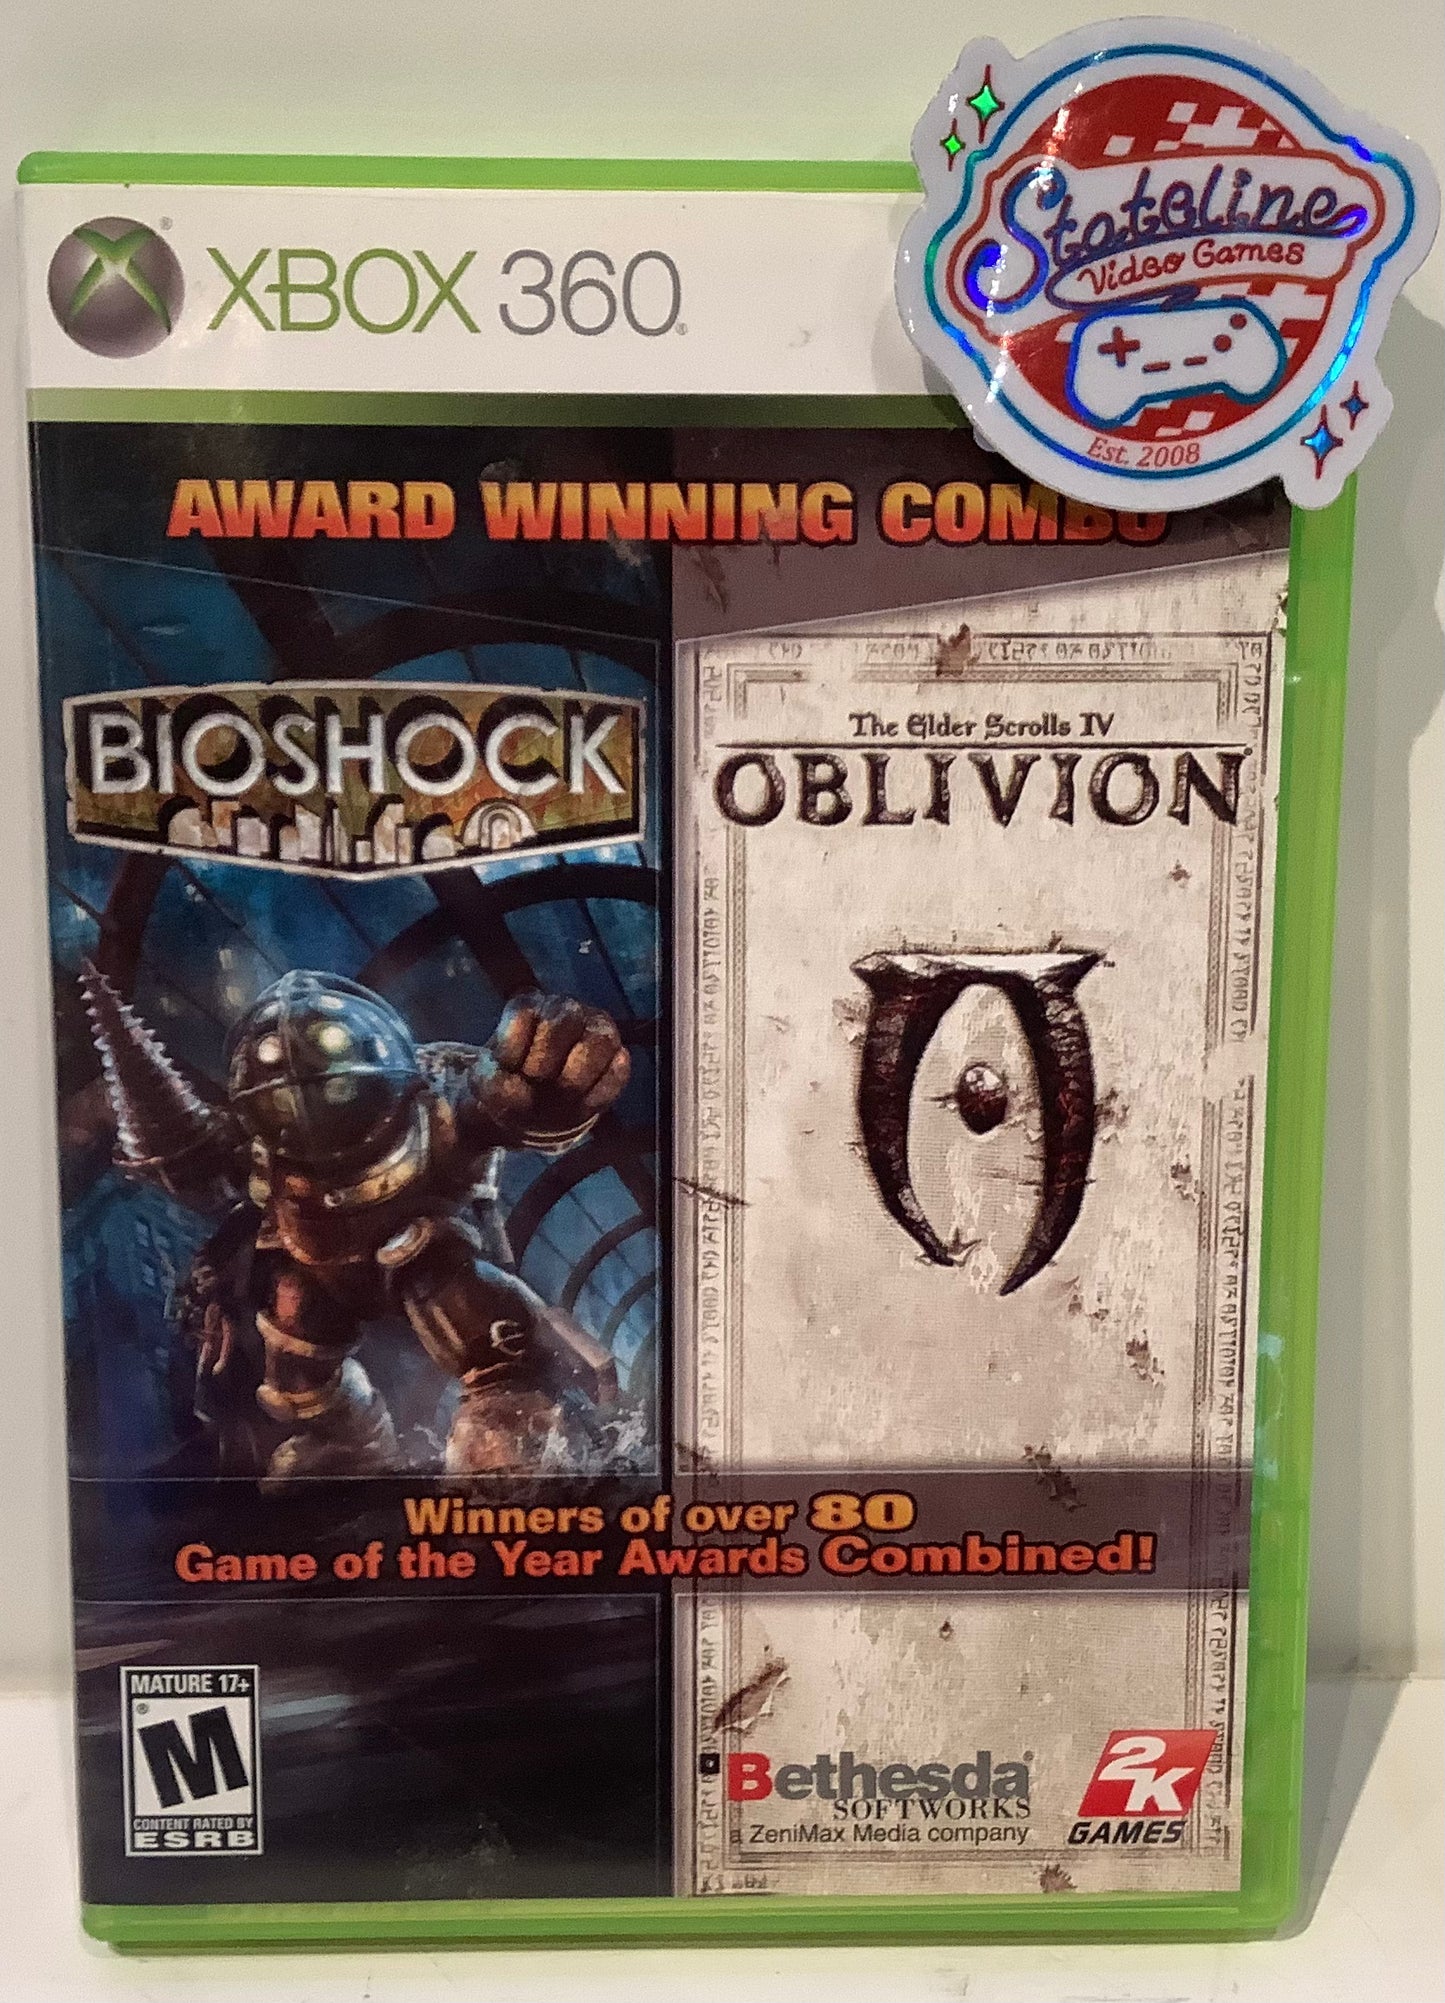 Stateline
Video Games
Est. 2008
XBOX 360
AWARD WINNING COMBO
BIOSHOCK
The Elder Scrolls IV
OBLIVION
Winners of over 80
Game of the Year Awards Combined!
MATURE 17+
M
CONTENT RATED BY
ESRB
Bethesda
SOFTWORKS
a ZeniMax Media company
2K
GAMES